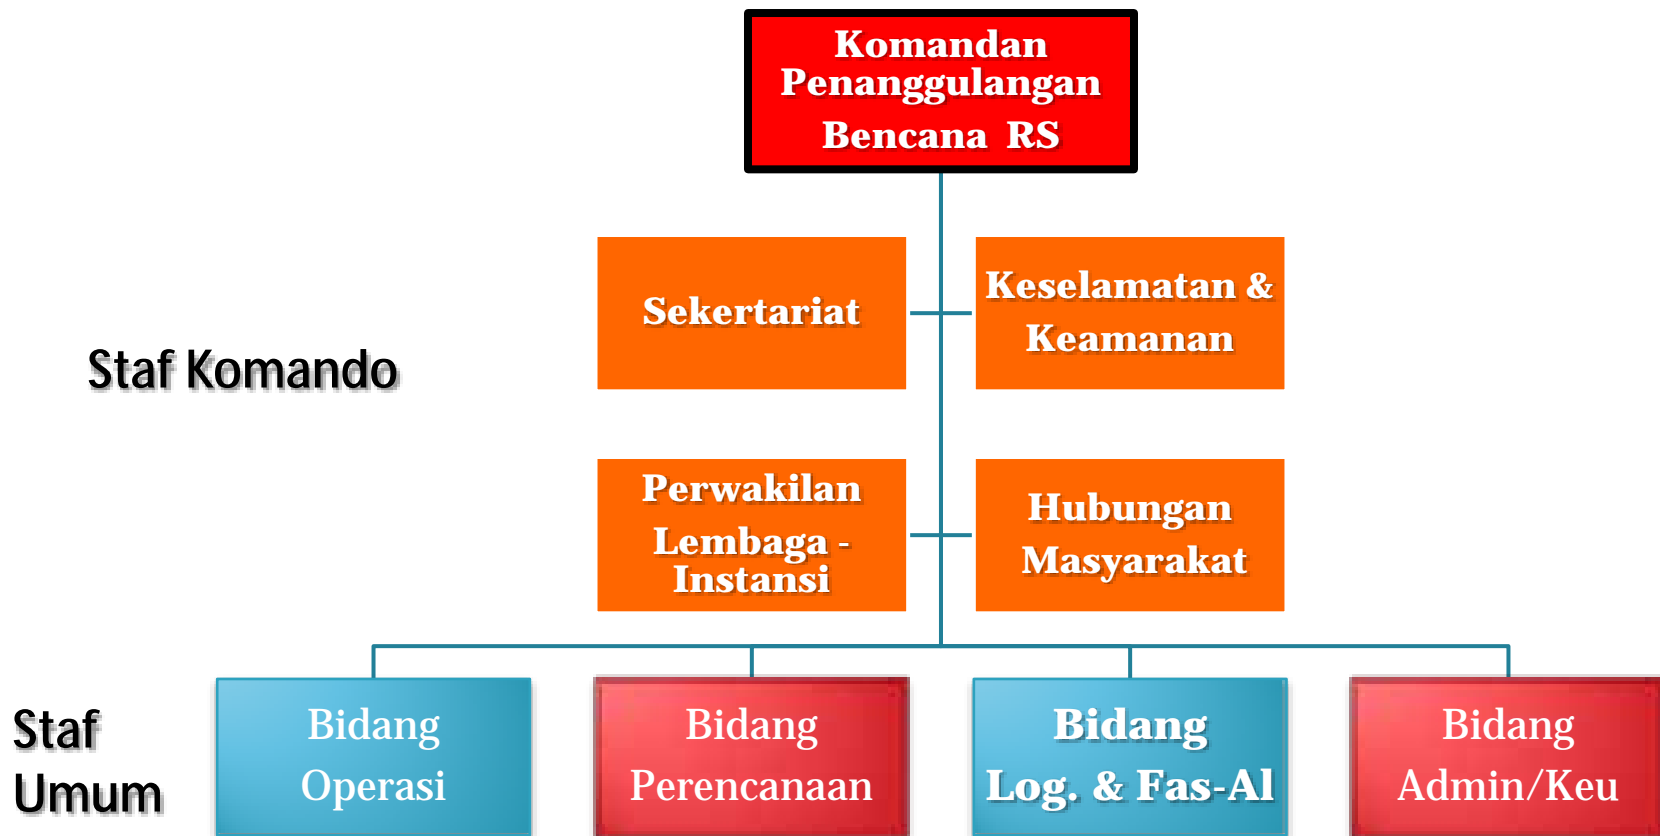 Komandan
Penanggulangan
Bencana RS
Sekertariat
Keselamatan &
Keamanan
Staf Komando
Perwakilan
Lembaga -
Instansi
Hubungan
Masyarakat
Staf
Umum
Bidang
Operasi
Bidang
Perencanaan
Bidang
Log. & Fas-Al
Bidang
Admin/Keu